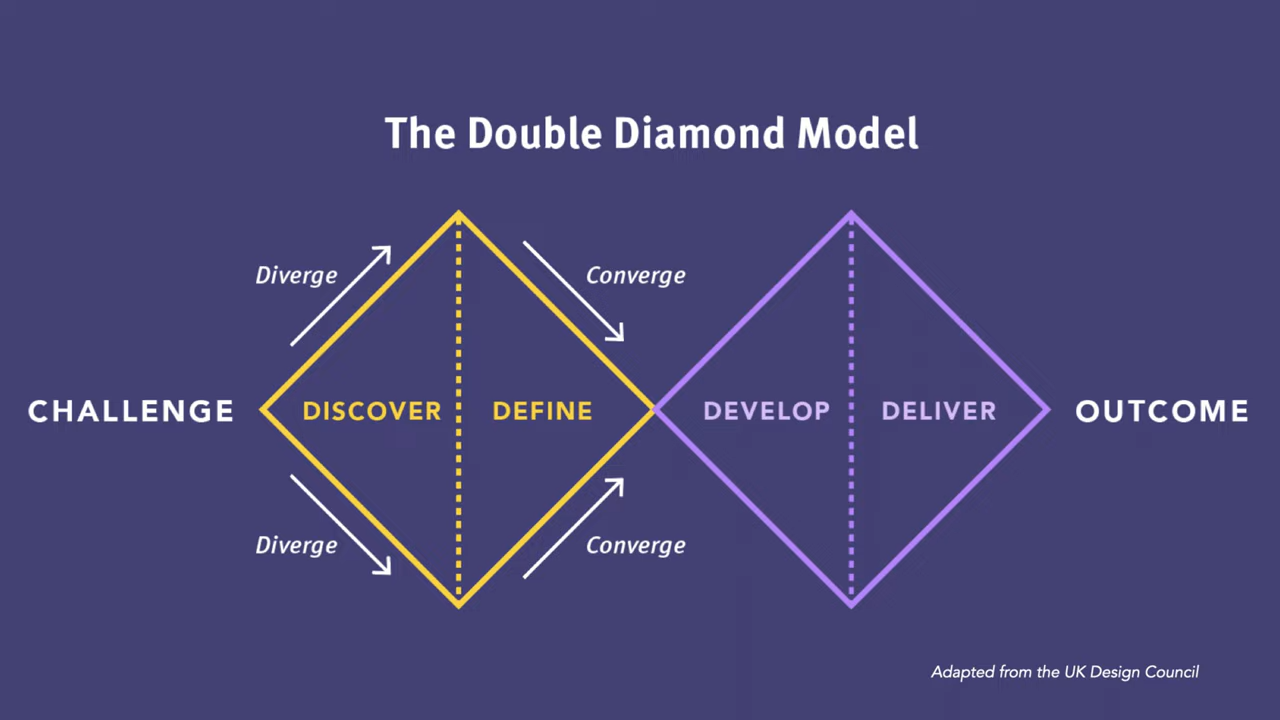 The Double Diamond Model
Diverge
Converge
CHALLENGE
DISCOVER
DEFINE
DEVELOP
DELIVER
OUTCOME
Diverge
Converge
Adapted from the UK Design Council